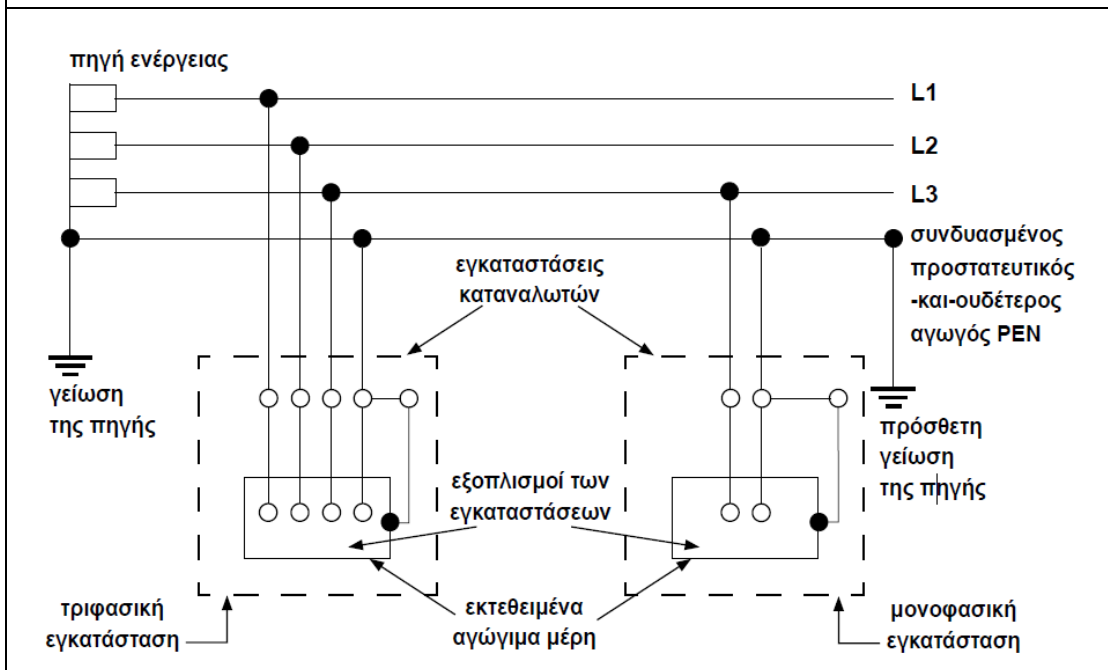 πηγή ενέργειας
L1
L2
L3
συνδυασμένος
προστατευτικός
-και-ουδέτερος
αγωγός PEN
εγκαταστάσεις
καταναλωτών
γείωση
της πηγής
πρόσθετη
γείωση
της πηγής
εξοπλισμοί των
εγκαταστάσεων
τριφασική
εγκατάσταση
εκτεθειμένα
αγώγιμα μέρη
μονοφασική
εγκατάσταση